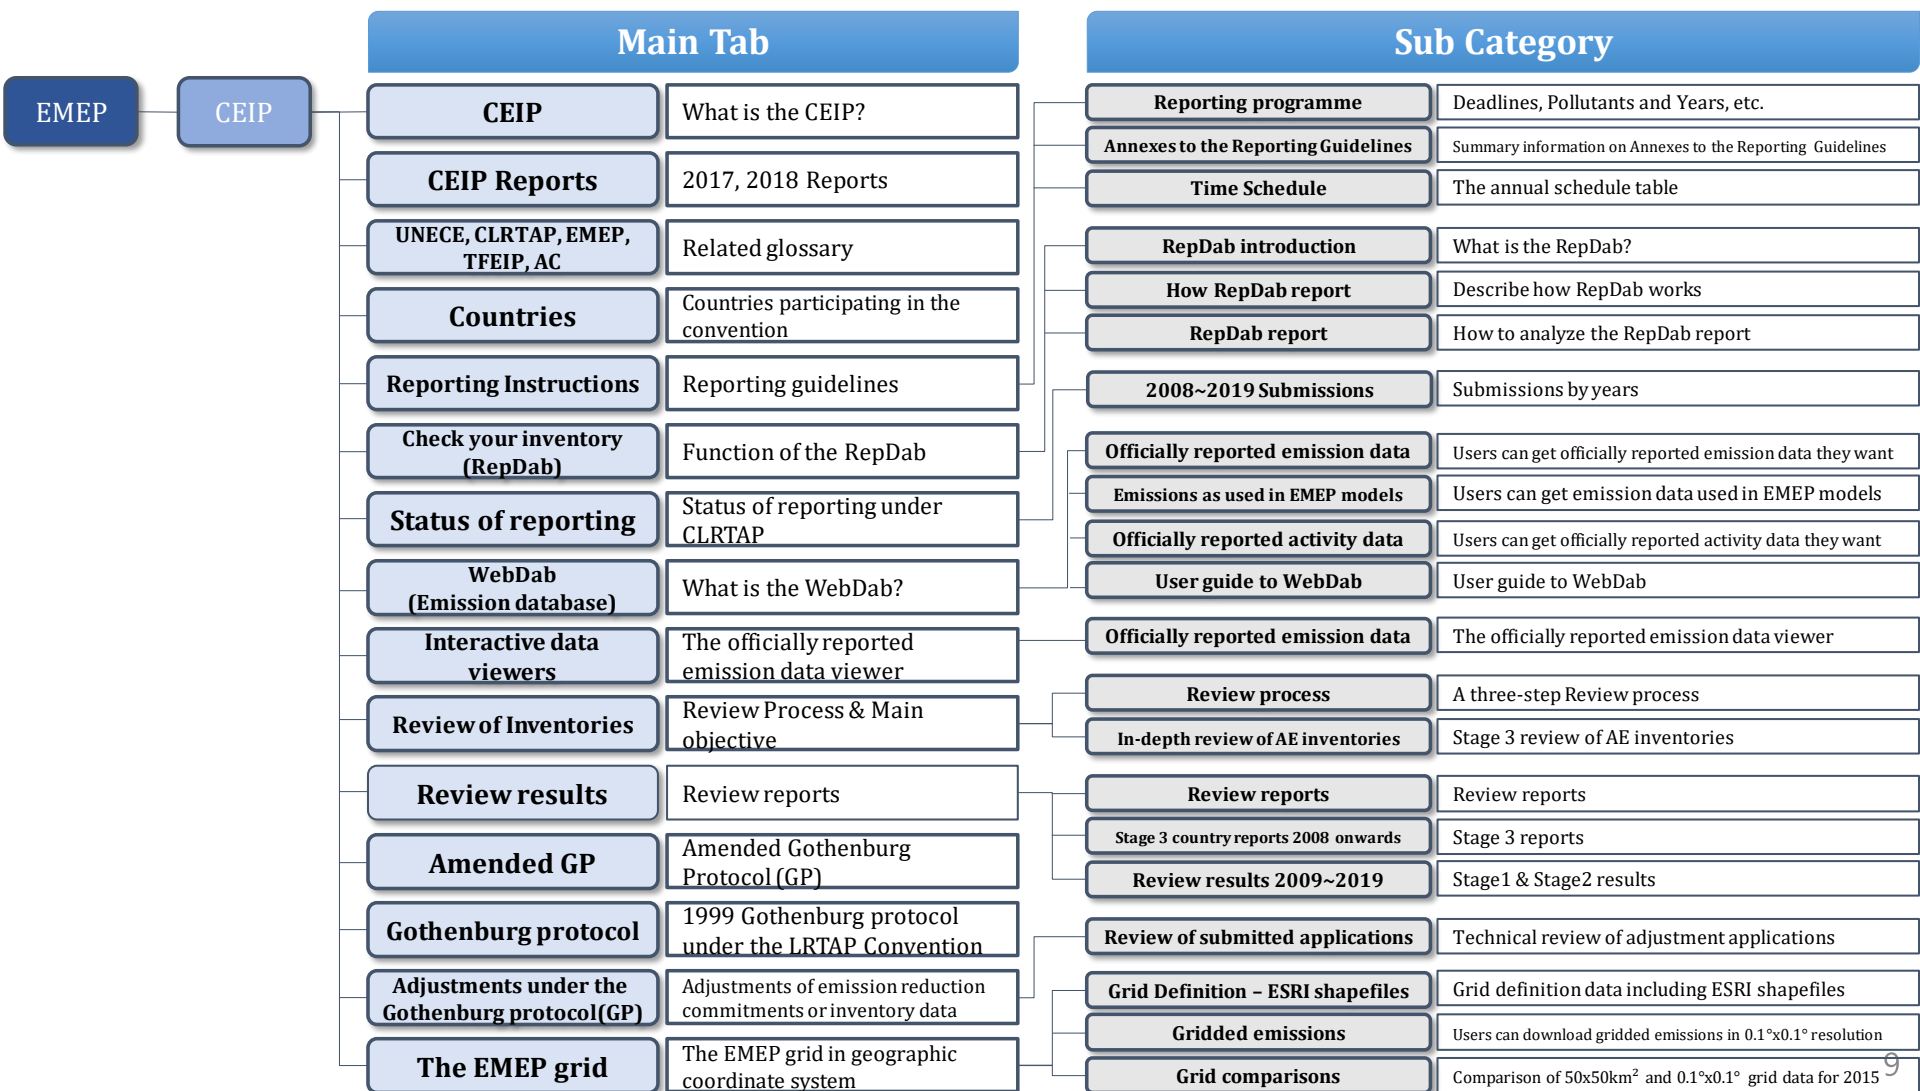 Main Tab
Sub Category
EMEP
CEIP
CEIP
What is the CEIP?
CEIP Reports
2017, 2018 Reports
UNECE, CLRTAP, EMEP,
TFEIP, AC
Related glossary
Countries
Countries participating in the
convention
Reporting Instructions
Reporting guidelines
Check your inventory
(RepDab)
Function of the RepDab
Status of reporting
Status of reporting under
CLRTAP
WebDab
(Emission database)
What is the WebDab?
Interactive data
viewers
The officially reported
emission data viewer
Review of Inventories
Review Process & Main
objective
Review results
Review reports
Amended GP
Amended Gothenburg
Protocol (GP)
Gothenburg protocol
1999 Gothenburg protocol
under the LRTAP Convention
Adjustments under the
Gothenburg protocol(GP)
Adjustments of emission reduction
commitments or inventory data
The EMEP grid
The EMEP grid in geographic
coordinate system
Reporting programme
Deadlines, Pollutants and Years, etc.
Annexes to the Reporting Guidelines
Summary information on Annexes to the Reporting Guidelines
Time Schedule
The annual schedule table
RepDab introduction
What is the RepDab?
How RepDab report
Describe how RepDab works
RepDab report
How to analyze the RepDab report
2008~2019 Submissions
Submissions by years
Officially reported emission data
Users can get officially reported emission data they want
Emissions as used in EMEP models
Users can get emission data used in EMEP models
Officially reported activity data
Users can get officially reported activity data they want
User guide to WebDab
User guide to WebDab
Officially reported emission data
The officially reported emission data viewer
Review process
A three-step Review process
In-depth review of AE inventories
Stage 3 review of AE inventories
Review reports
Review reports
Stage 3 country reports 2008 onwards
Stage 3 reports
Review results 2009~2019
Stage1 & Stage2 results
Review of submitted applications
Technical review of adjustment applications
Grid Definition – ESRI shapefiles
Grid definition data including ESRI shapefiles
Gridded emissions
Users can download gridded emissions in 0.1°x0.1° resolution
Grid comparisons
Comparison of 50x50km² and 0.1°x0.1° grid data for 2015
9